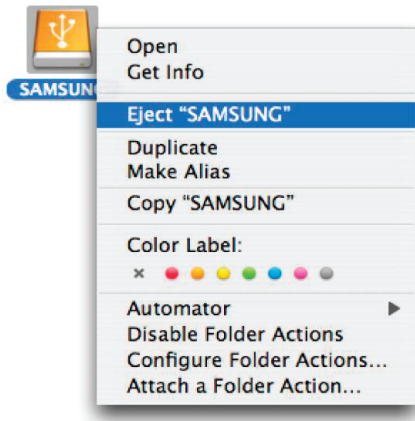 SAMSUNG
Open
Get Info
Eject “SAMSUNG”
Duplicate
Make Alias
Copy “SAMSUNG”
Color Label:
×
Automator
Disable Folder Actions
Configure Folder Actions...
Attach a Folder Action...